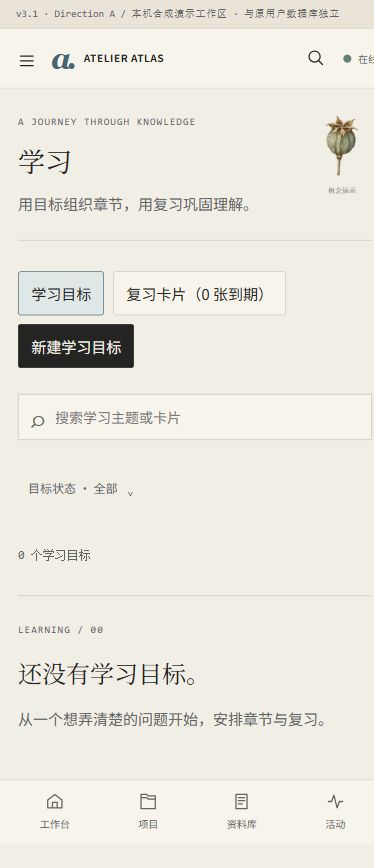 v3.1 · Direction A / 本机合成演示工作区 · 与原用户数据库独立
a. ATELIER ATLAS
在线
A JOURNEY THROUGH KNOWLEDGE
学习
用目标组织章节，用复习巩固理解。
概念插画
学习目标
复习卡片（0 张到期）
新建学习目标
搜索学习主题或卡片
目标状态 · 全部
0 个学习目标
LEARNING / 00
还没有学习目标。
从一个想弄清楚的问题开始，安排章节与复习。
工作台 项目 资料库 活动